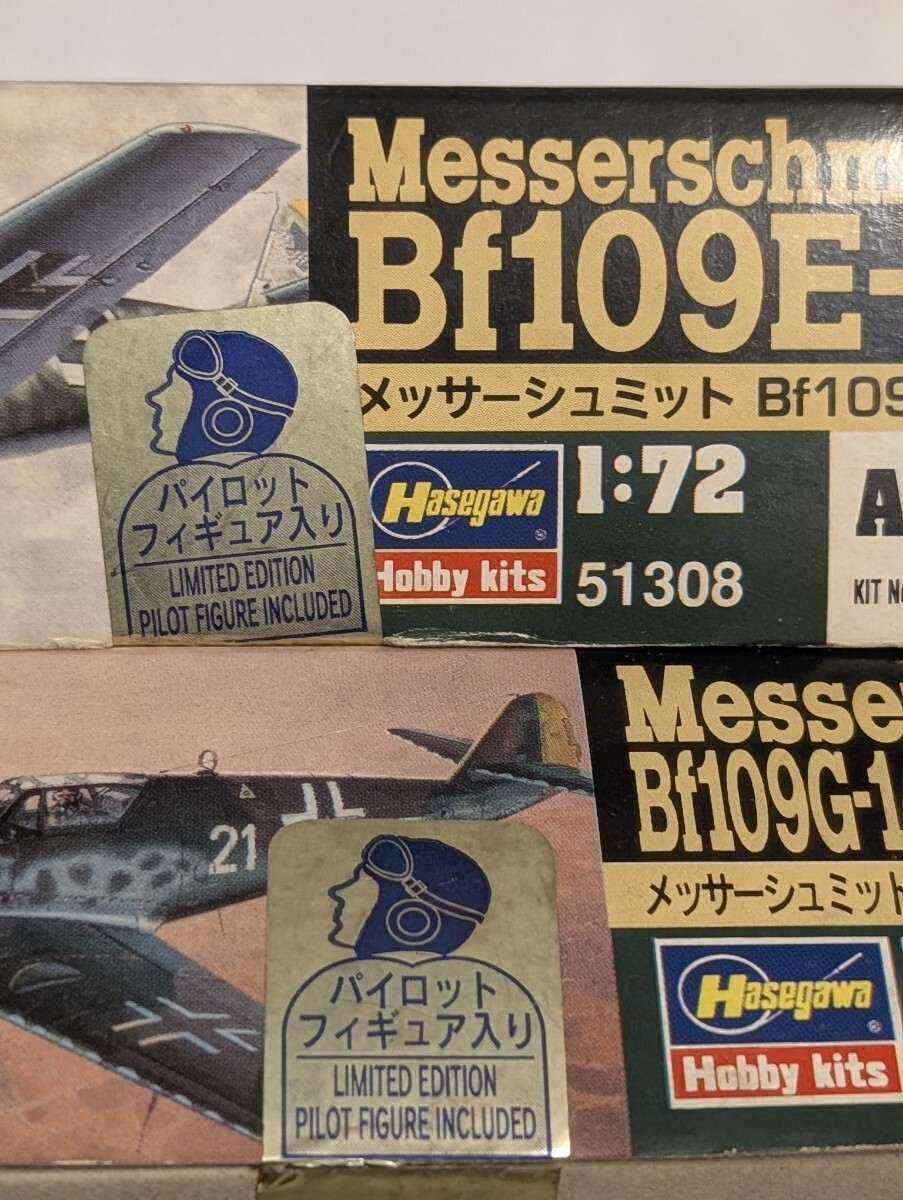 Messerschm
Bf109E-
メッサーシュミット Bf109
Hasegawa
Hobby kits
1:72
51308
A
KIT No
パイロット
フィギュア入り
LIMITED EDITION
PILOT FIGURE INCLUDED
Messe
Bf109G-1
メッサーシュミット
21
Hasegawa
Hobby kits
パイロット
フィギュア入り
LIMITED EDITION
PILOT FIGURE INCLUDED